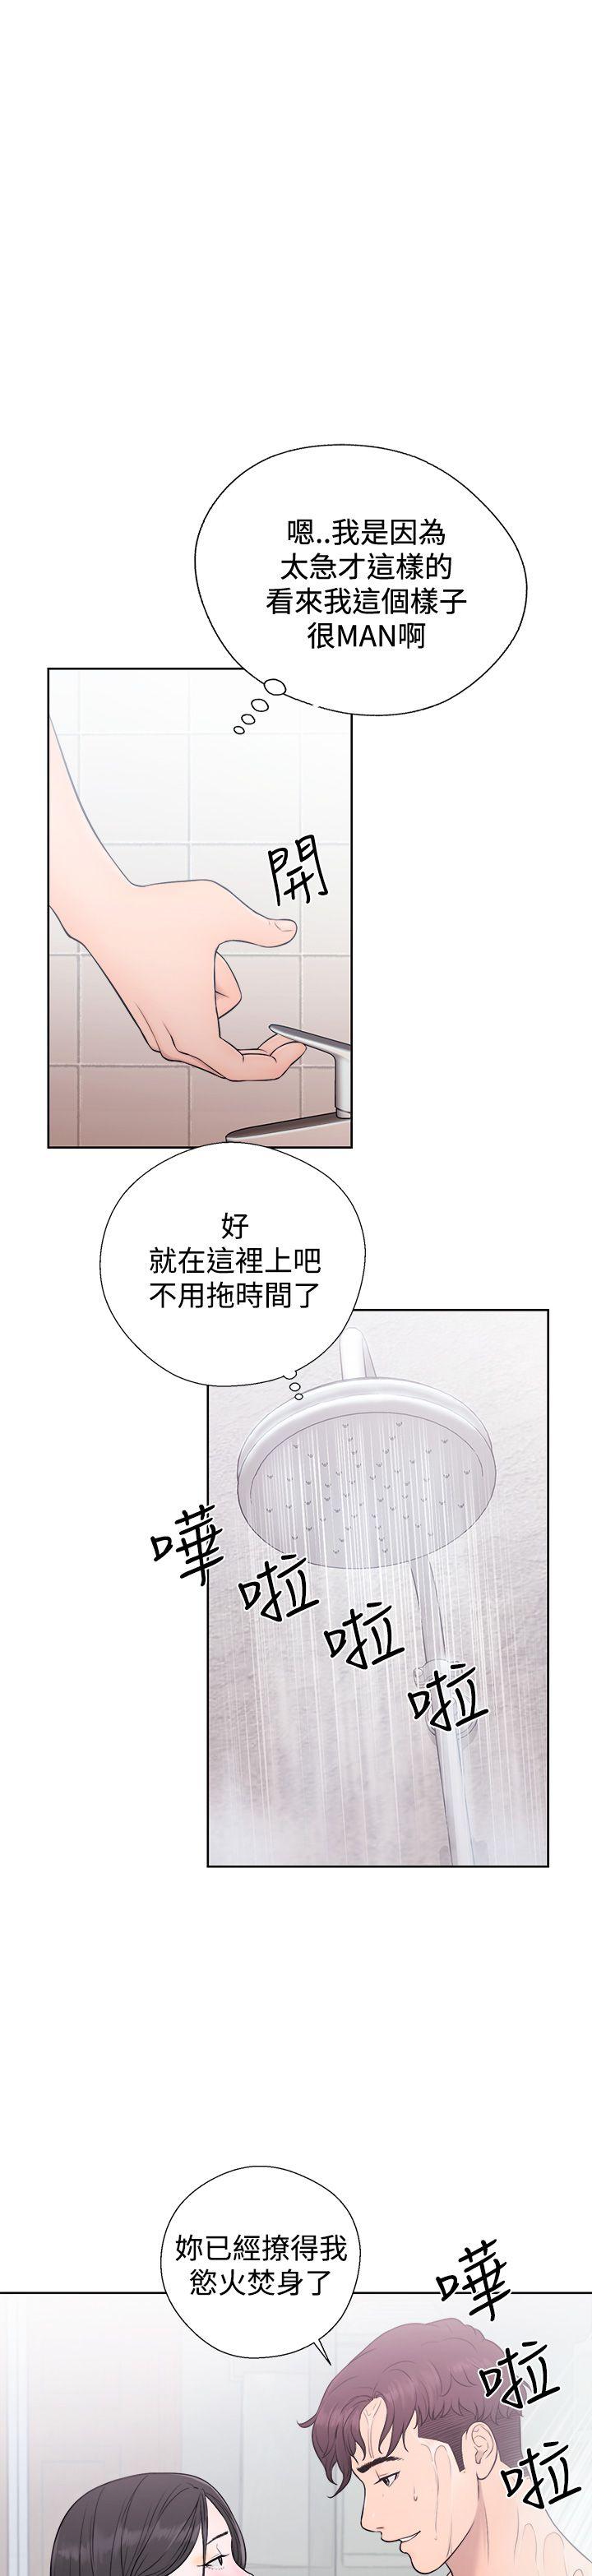 嗯..我是因為
太急才這樣的
看來我這個樣子
很MAN啊
開
好
就在這裡上吧
不用拖時間了
嘩
啦
啦
啦
妳已經撩得我
慾火焚身了
嘩
啦
啦